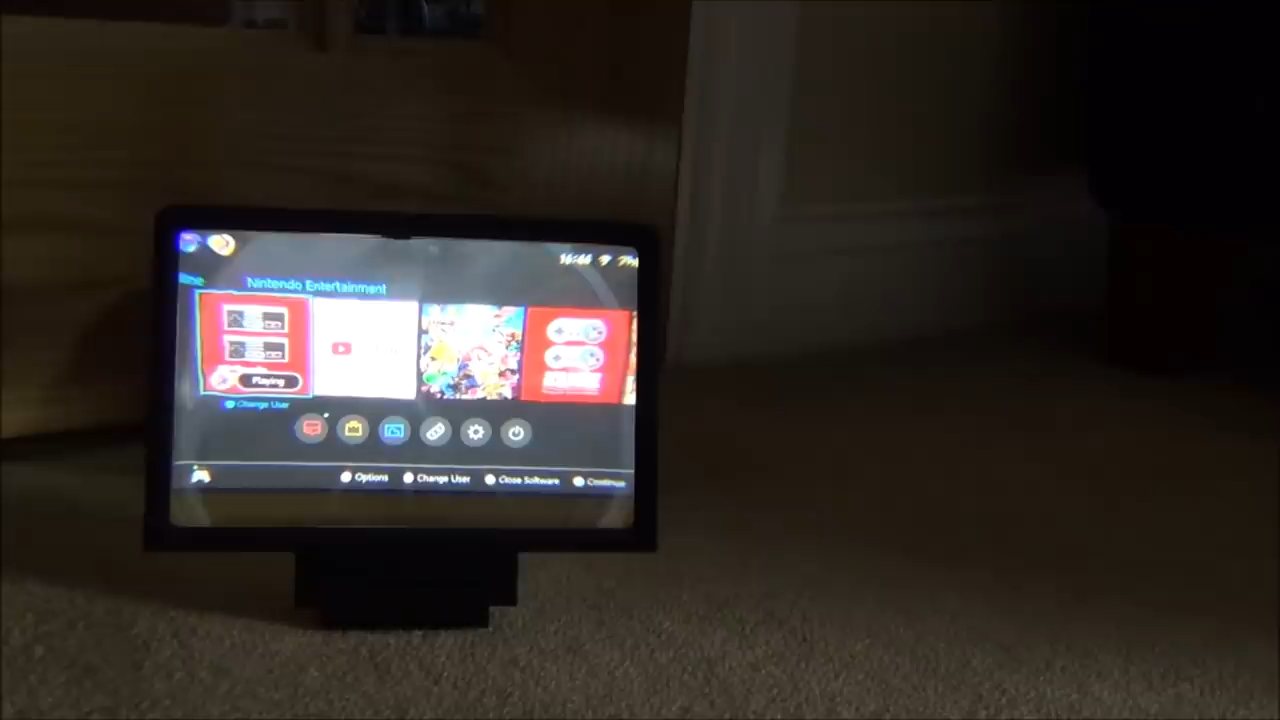 16:44
Nintendo Entertainment
Playing
Change User
Options Change User Close Software Continue